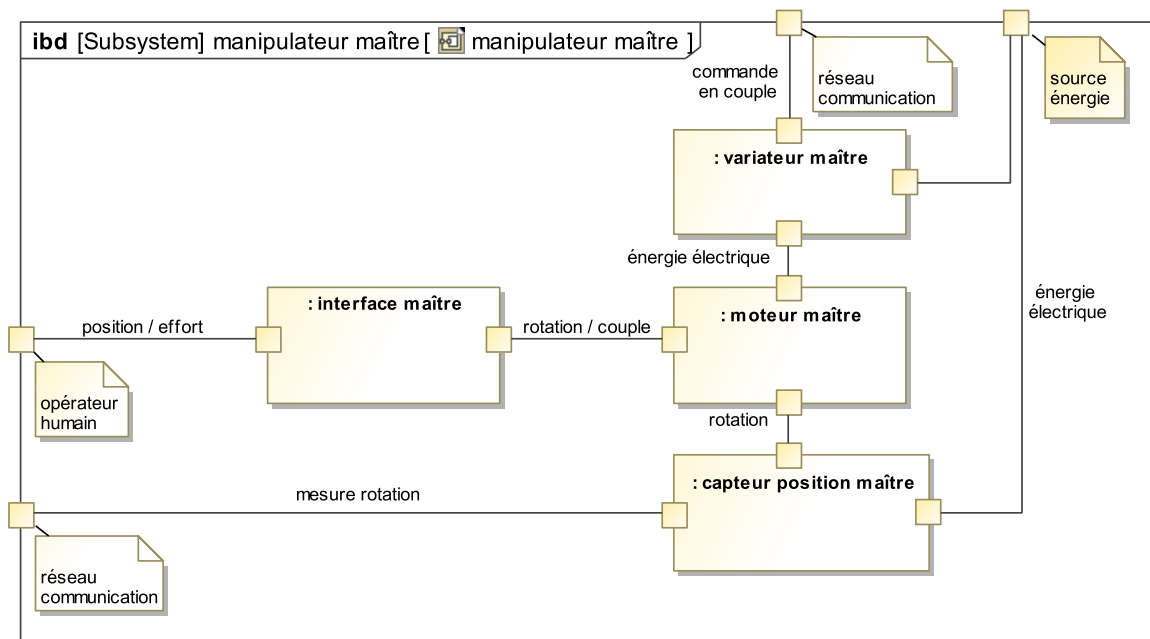 ibd [Subsystem] manipulateur maître [ manipulateur maître ]
commande
en couple
réseau
communication
source
énergie
: variateur maître
énergie électrique
: interface maître
: moteur maître
énergie
électrique
position / effort
rotation / couple
opérateur
humain
rotation
: capteur position maître
mesure rotation
réseau
communication